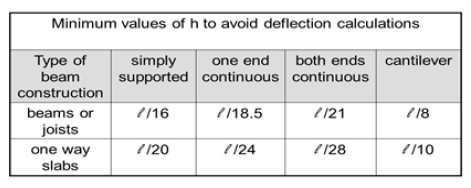 Minimum values of h to avoid deflection calculations
Type of beam construction simply supported one end continuous both ends continuous cantilever
beams or joists ℓ/16 ℓ/18.5 ℓ/21 ℓ/8
one way slabs ℓ/20 ℓ/24 ℓ/28 ℓ/10